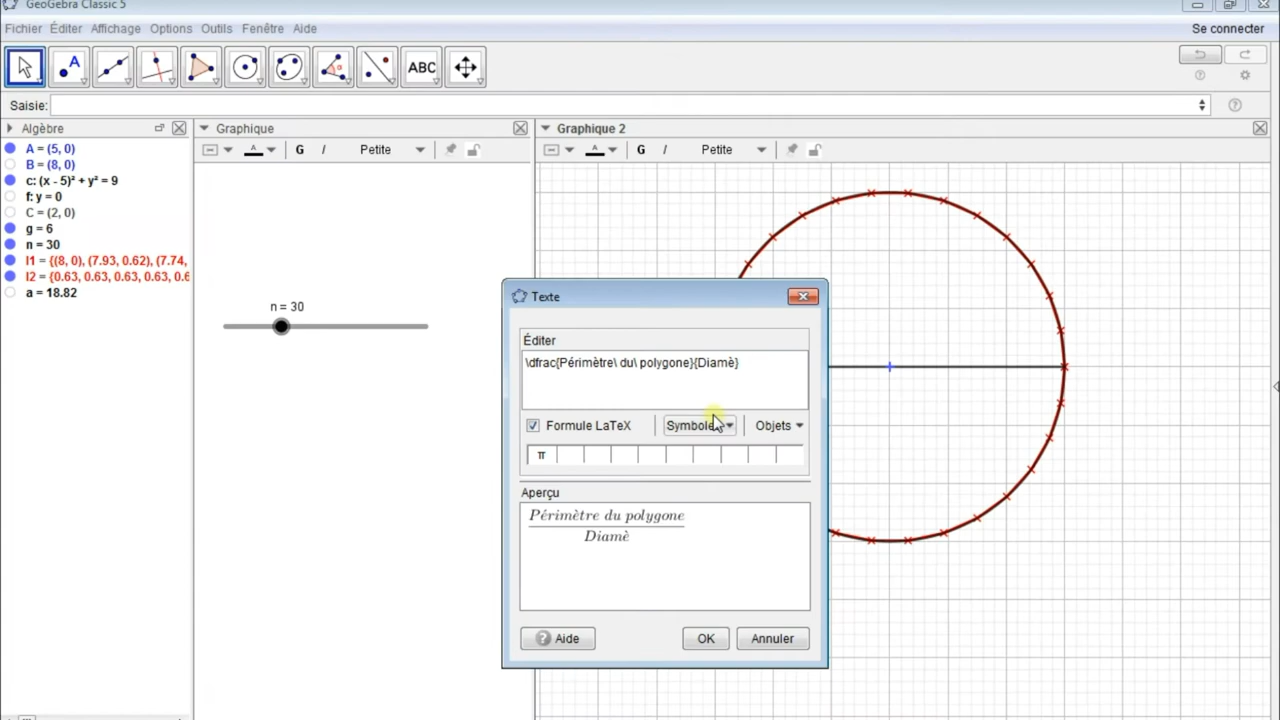 GeoGebra Classic 5
Fichier Éditer Affichage Options Outils Fenêtre Aide
Se connecter
A
α
ABC
Saisie:
Algèbre
Graphique
Graphique 2
A G I Petite
A G I Petite
A = (5, 0)
B = (8, 0)
c: (x - 5)² + y² = 9
f: y = 0
C = (2, 0)
g = 6
n = 30
l1 = {(8, 0), (7.93, 0.62), (7.74,
l2 = {0.63, 0.63, 0.63, 0.63, 0.6
a = 18.82
n = 30
Texte
Éditer
\dfrac{Périmètre\ du\ polygone}{Diamè}
Formule LaTeX
Symbole
Objets
π
Aperçu
Périmètre du polygone
Diamè
Aide
OK
Annuler